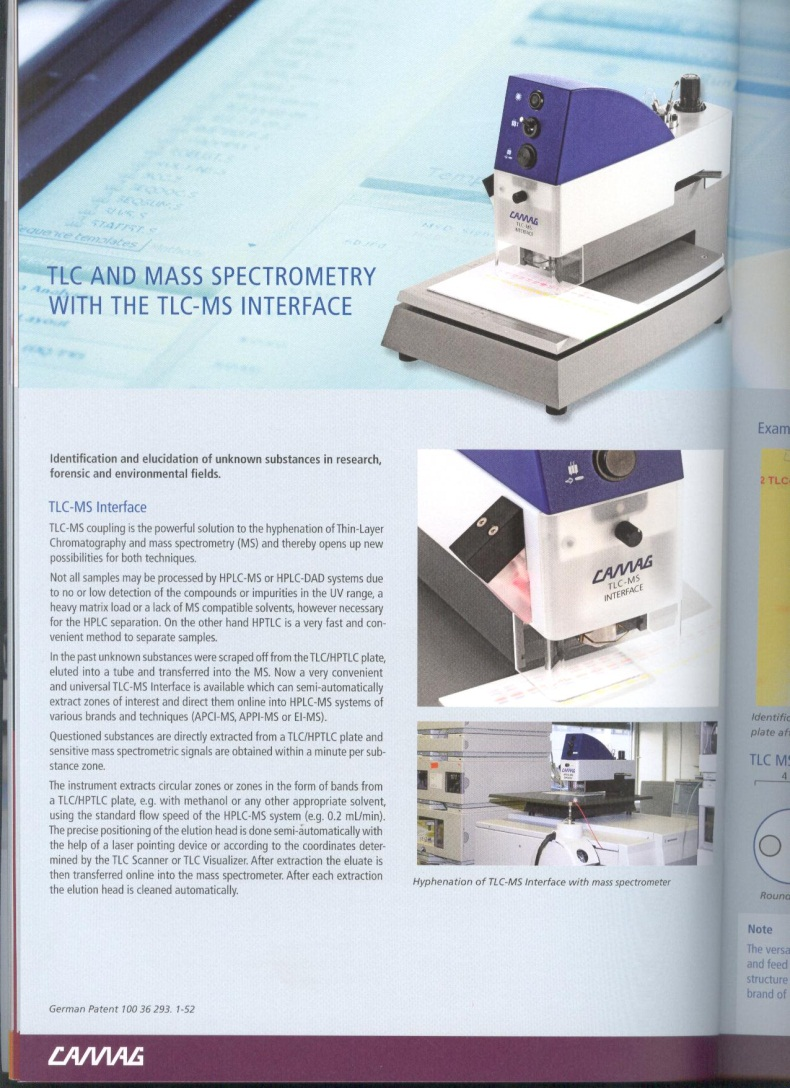 TLC AND MASS SPECTROMETRY
WITH THE TLC-MS INTERFACE
CAMAG
TLC-MS
INTERFACE
Identification and elucidation of unknown substances in research,
forensic and environmental fields.
TLC-MS Interface
TLC-MS coupling is the powerful solution to the hyphenation of Thin-Layer
Chromatography and mass spectrometry (MS) and thereby opens up new
possibilities for both techniques.
Not all samples may be processed by HPLC-MS or HPLC-DAD systems due
to no or low detection of the compounds or impurities in the UV range, a
heavy matrix load or a lack of MS compatible solvents, however necessary
for the HPLC separation. On the other hand HPTLC is a very fast and con-
venient method to separate samples.
In the past unknown substances were scraped off from the TLC/HPTLC plate,
eluted into a tube and transferred into the MS. Now a very convenient
and universal TLC-MS Interface is available which can semi-automatically
extract zones of interest and direct them online into HPLC-MS systems of
various brands and techniques (APCI-MS, APPI-MS or EI-MS).
Questioned substances are directly extracted from a TLC/HPTLC plate and
sensitive mass spectrometric signals are obtained within a minute per sub-
stance zone.
The instrument extracts circular zones or zones in the form of bands from
a TLC/HPTLC plate, e.g. with methanol or any other appropriate solvent,
using the standard flow speed of the HPLC-MS system (e.g. 0.2 mL/min).
The precise positioning of the elution head is done semi-automatically with
the help of a laser pointing device or according to the coordinates deter-
mined by the TLC Scanner or TLC Visualizer. After extraction the eluate is
then transferred online into the mass spectrometer. After each extraction
the elution head is cleaned automatically.
CAMAG
TLC-MS
INTERFACE
Hyphenation of TLC-MS Interface with mass spectrometer
German Patent 100 36 293. 1-52
CAMAG
Exam
2 TLC
Identific
plate af
TLC MS
4
Round
Note
The versa
and feed
structure
brand of